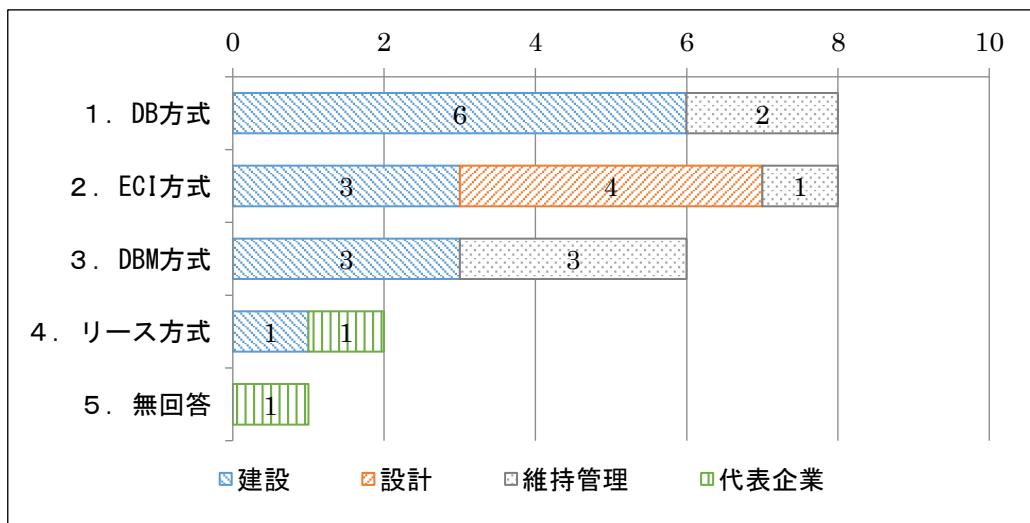 0 2 4 6 8 10
１．DB方式 6 2
２．ECI方式 3 4 1
３．DBM方式 3 3
４．リース方式 1 1
５．無回答 1
建設 設計 維持管理 代表企業